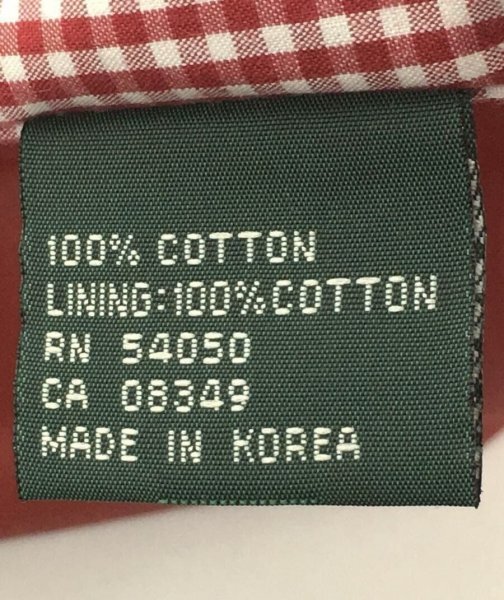 100% COTTON
LINING:100%COTTON
RN 54050
CA 08349
MADE IN KOREA